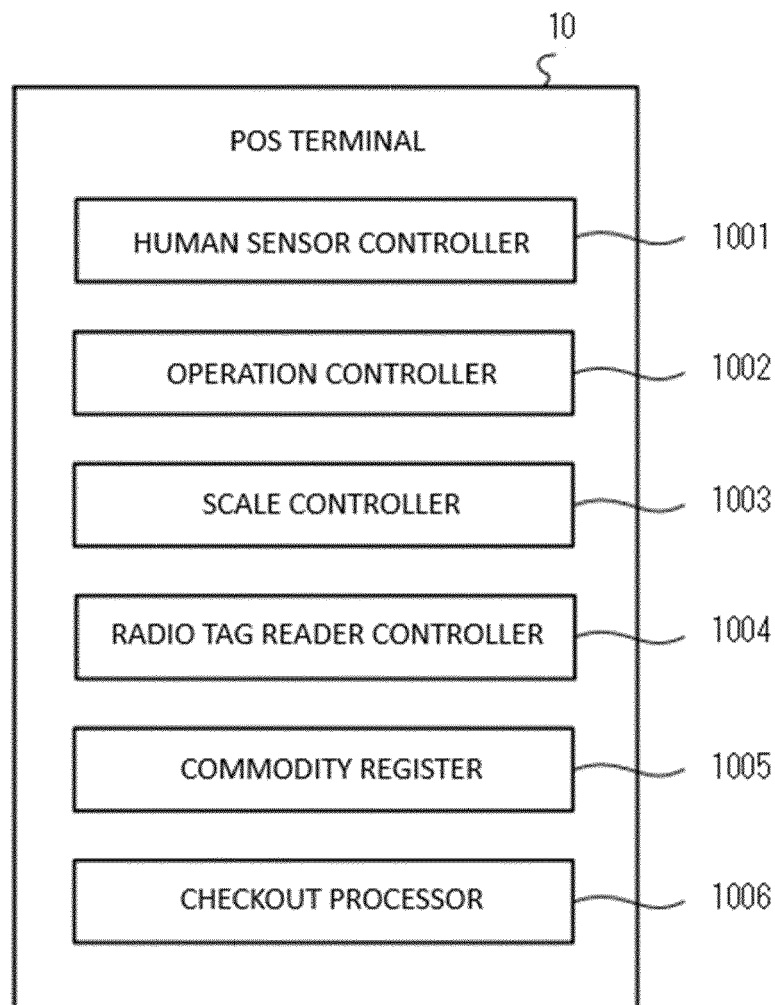 10
POS TERMINAL
HUMAN SENSOR CONTROLLER 1001
OPERATION CONTROLLER 1002
SCALE CONTROLLER 1003
RADIO TAG READER CONTROLLER 1004
COMMODITY REGISTER 1005
CHECKOUT PROCESSOR 1006